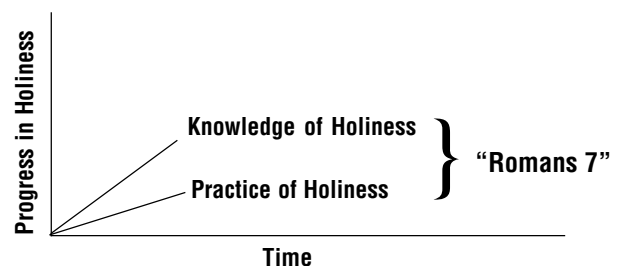 Progress in Holiness
Knowledge of Holiness
Practice of Holiness
} “Romans 7”
Time